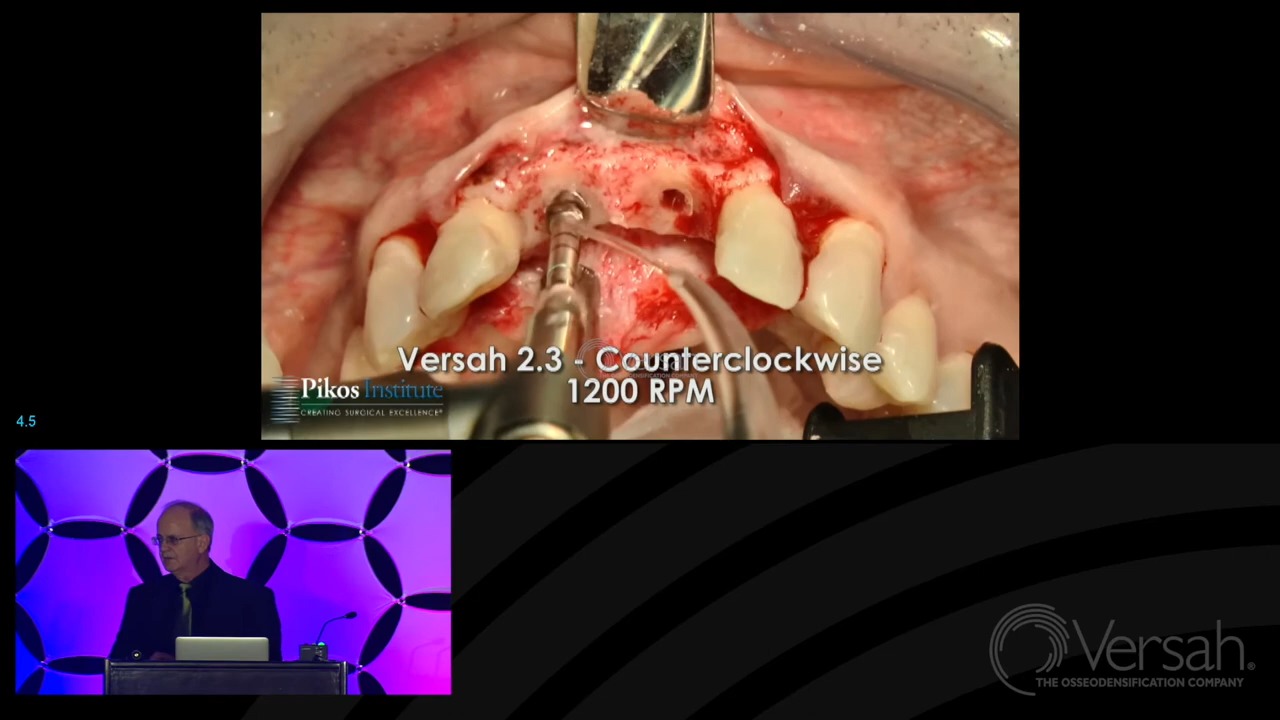 Versah 2.3 - Counterclockwise
1200 RPM
Pikos Institute
CREATING SURGICAL EXCELLENCE®
4.5
Versah®
THE OSSEODENSIFICATION COMPANY